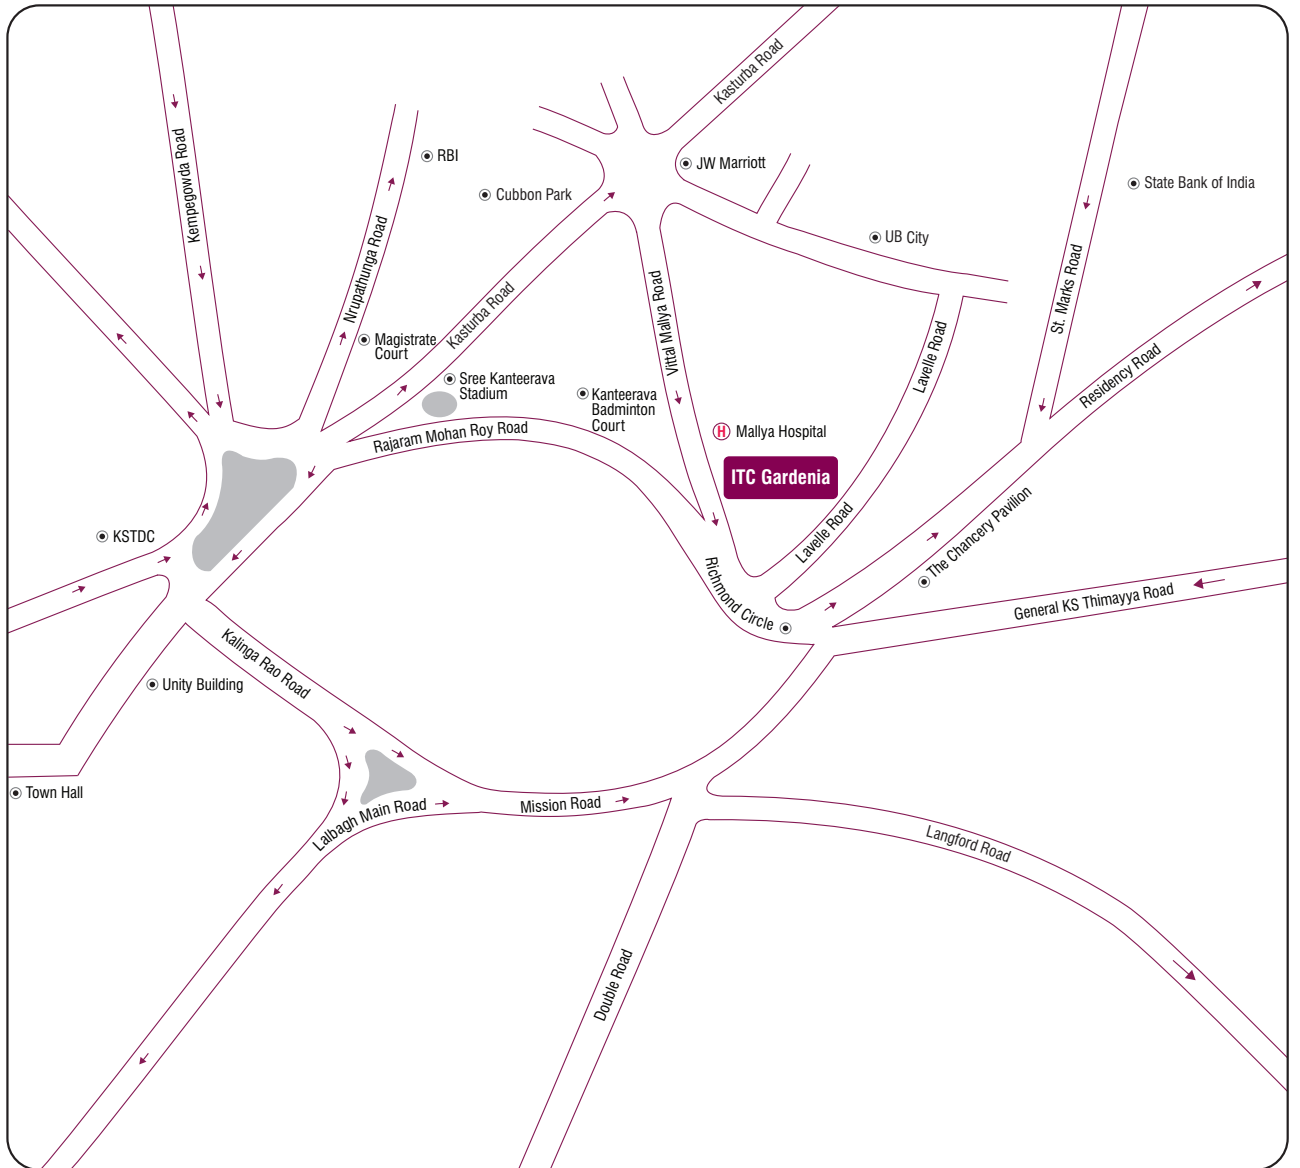 Kasturba Road
Kempegowda Road
RBI
JW Marriott
Cubbon Park
State Bank of India
Nrupathunga Road
UB City
Kasturba Road
Vittal Mallya Road
St. Marks Road
Magistrate
Court
Lavelle Road
Residency Road
Sree Kanteerava
Stadium
Kanteerava
Badminton
Court
Rajaram Mohan Roy Road
H
Mallya Hospital
ITC Gardenia
KSTDC
Lavelle Road
The Chancery Pavilion
Richmond Circle
General KS Thimayya Road
Kalinga Rao Road
Unity Building
Town Hall
Lalbagh Main Road
Mission Road
Langford Road
Double Road